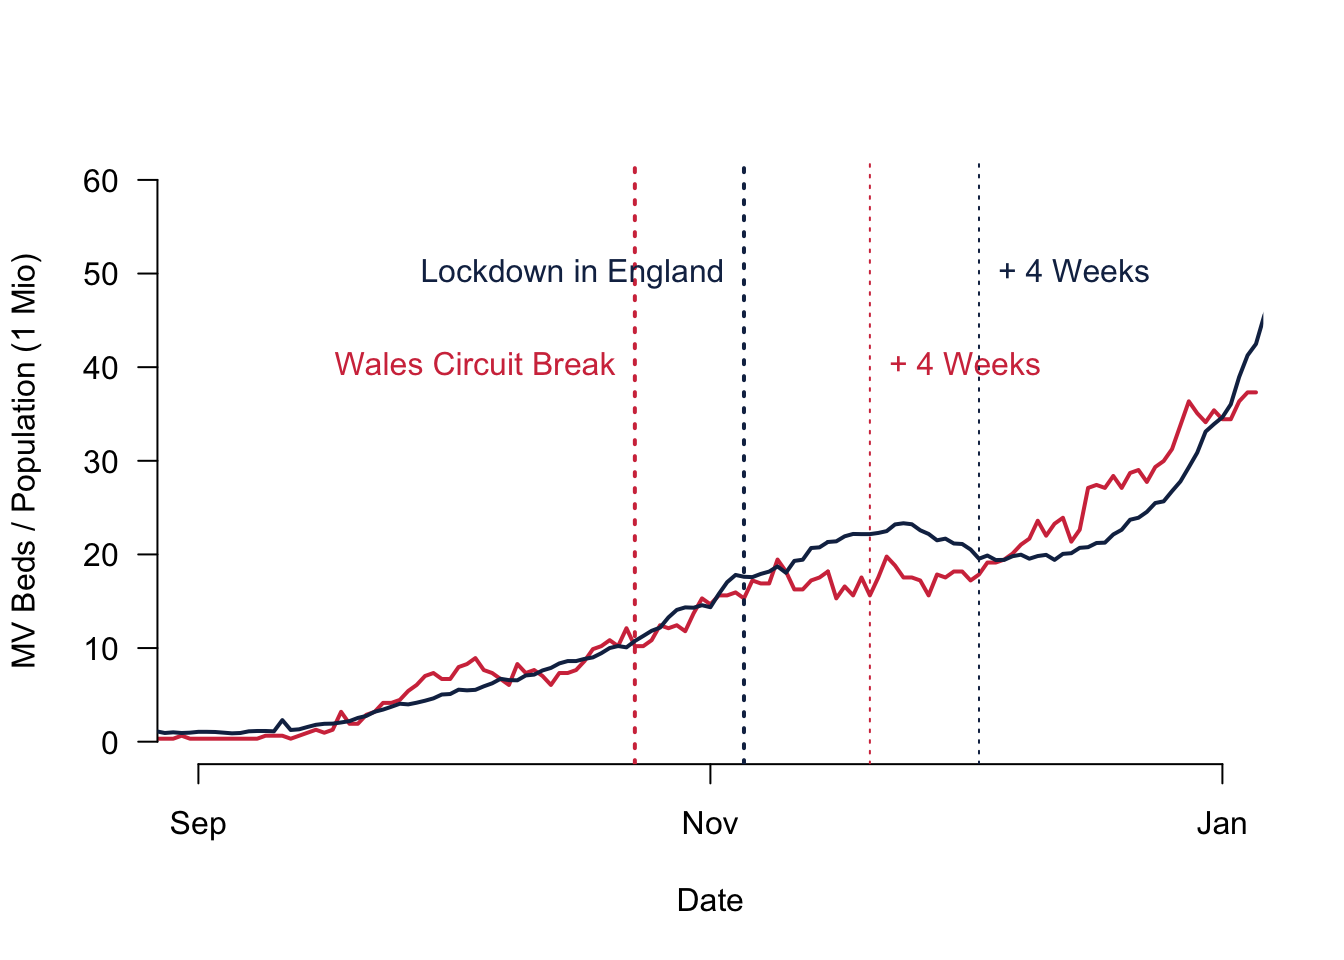 60
50
40
30
20
10
0
MV Beds / Population (1 Mio)
Lockdown in England
+ 4 Weeks
Wales Circuit Break
+ 4 Weeks
Sep
Nov
Jan
Date